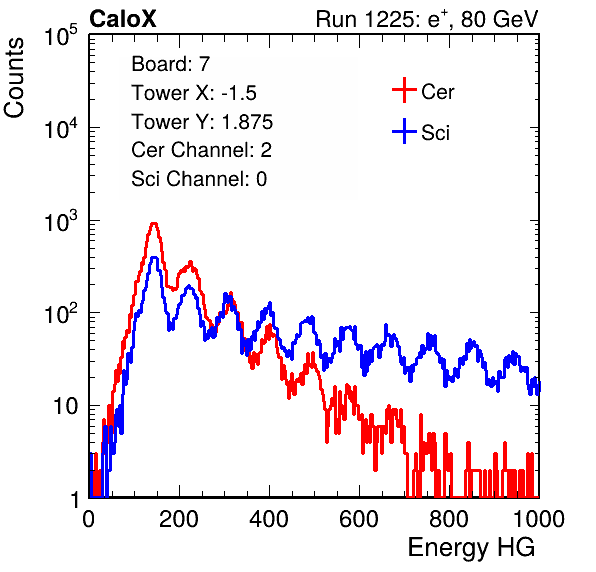 CaloX Run 1225: e⁺, 80 GeV
Counts
Board: 7
Tower X: -1.5
Tower Y: 1.875
Cer Channel: 2
Sci Channel: 0
Cer
Sci
10⁵
10⁴
10³
10²
10
1
0 200 400 600 800 1000
Energy HG